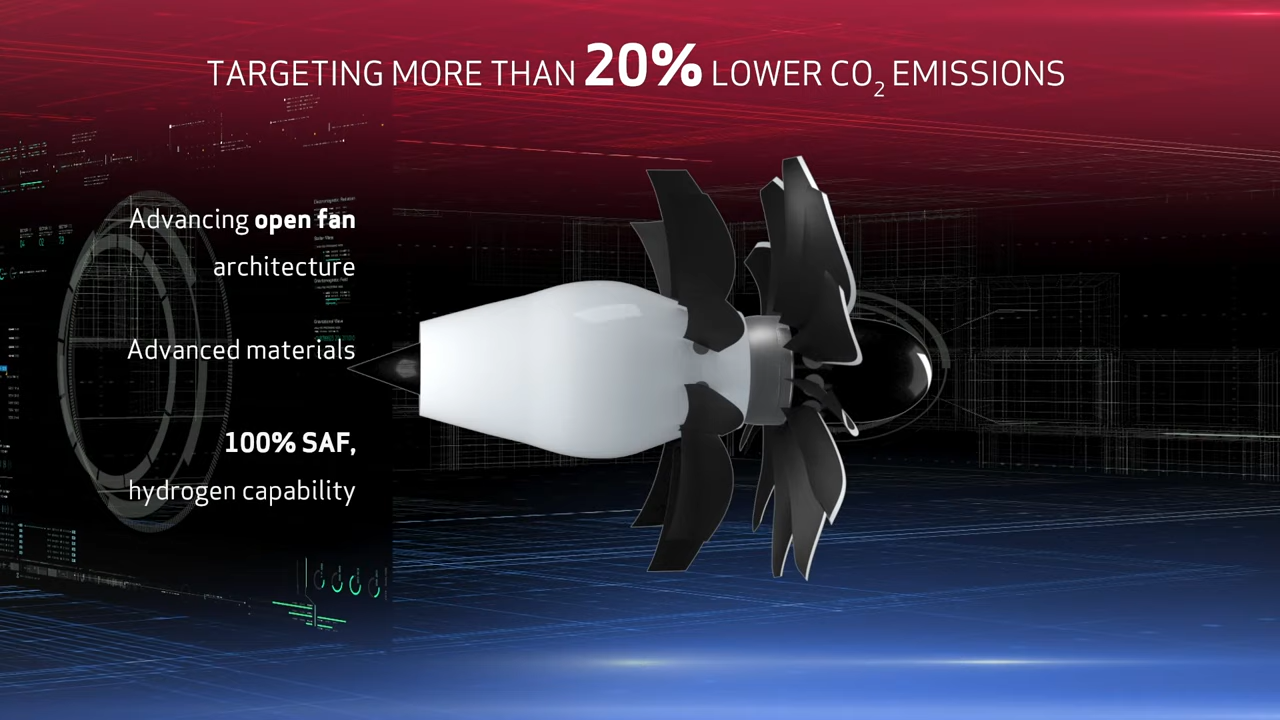 TARGETING MORE THAN 20% LOWER CO₂ EMISSIONS
Advancing open fan
architecture
Advanced materials
100% SAF,
hydrogen capability